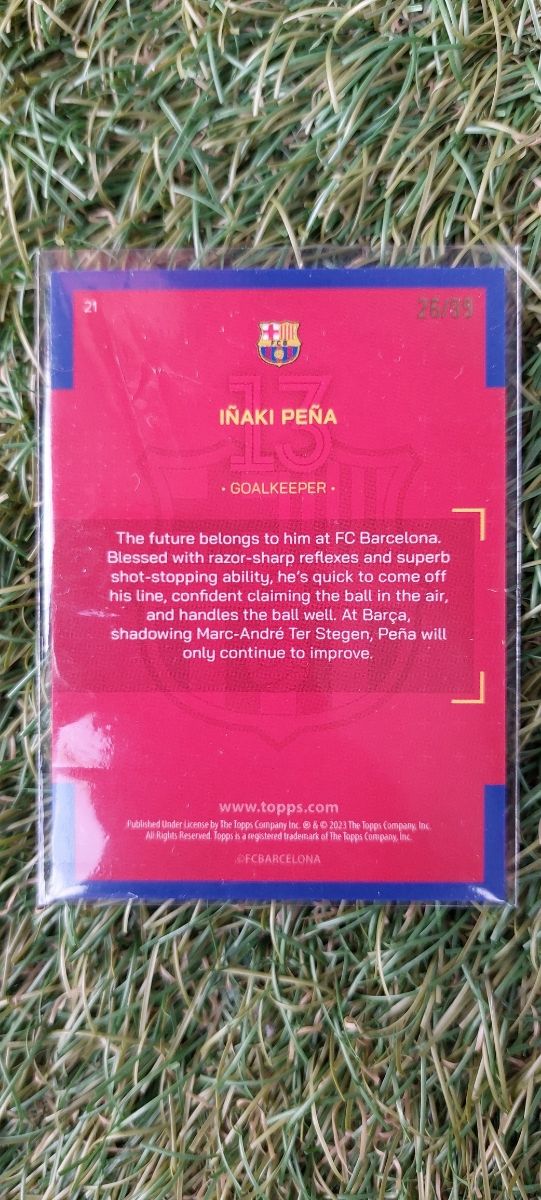 21
FCB
13
IÑAKI PEÑA
• GOALKEEPER •
The future belongs to him at FC Barcelona.
Blessed with razor-sharp reflexes and superb
shot-stopping ability, he's quick to come off
his line, confident claiming the ball in the air,
and handles the ball well. At Barça,
shadowing Marc-André Ter Stegen, Peña will
only continue to improve.
www.topps.com
Published Under License by The Topps Company Inc. ® & © 2023 The Topps Company, Inc.
All Rights Reserved. Topps is a registered trademark of The Topps Company, Inc.
©FCBARCELONA